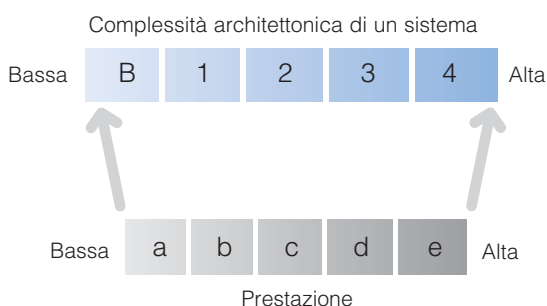 Complessità architettonica di un sistema
Bassa B 1 2 3 4 Alta
Bassa a b c d e Alta
Prestazione